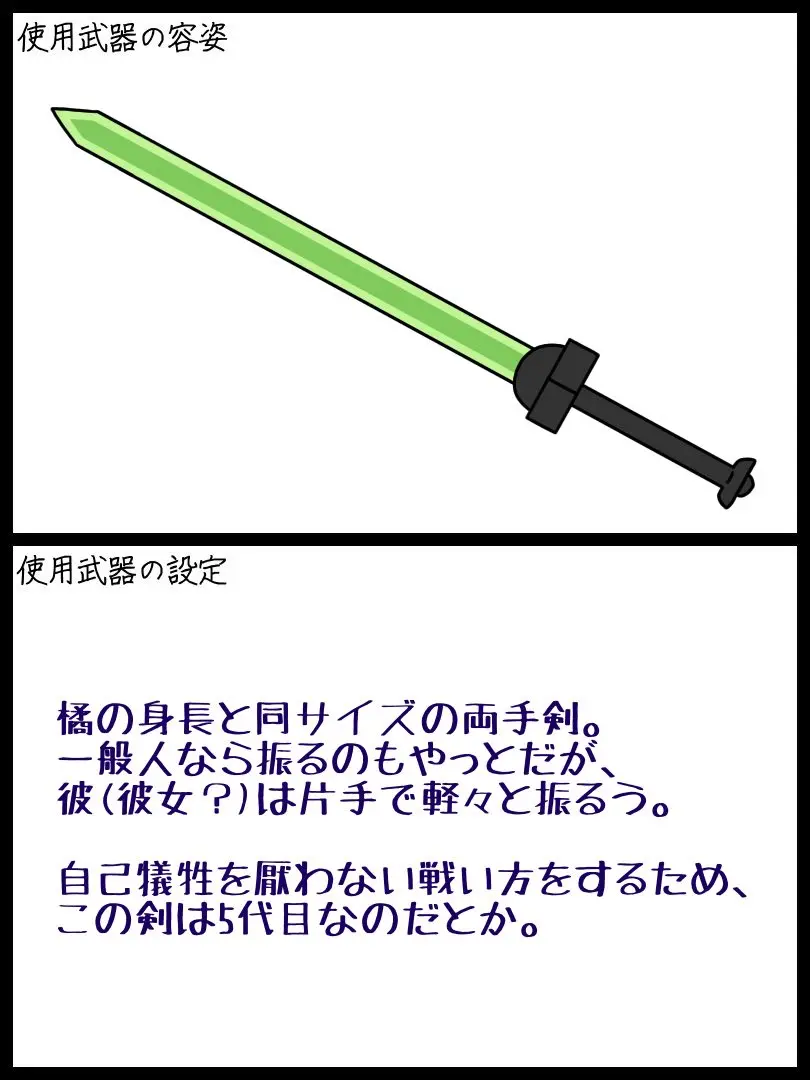 使用武器の容姿
使用武器の設定
橘の身長と同サイズの両手剣。
一般人なら振るのもやっとだが、
彼(彼女？)は片手で軽々と振るう。
自己犠牲を厭わない戦い方をするため、
この剣は5代目なのだとか。